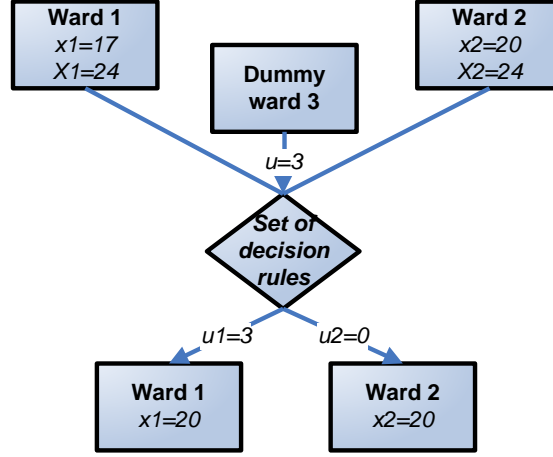 Ward 1
x1=17
X1=24
Ward 2
x2=20
X2=24
Dummy
ward 3
u=3
Set of
decision
rules
u1=3
u2=0
Ward 1
x1=20
Ward 2
x2=20